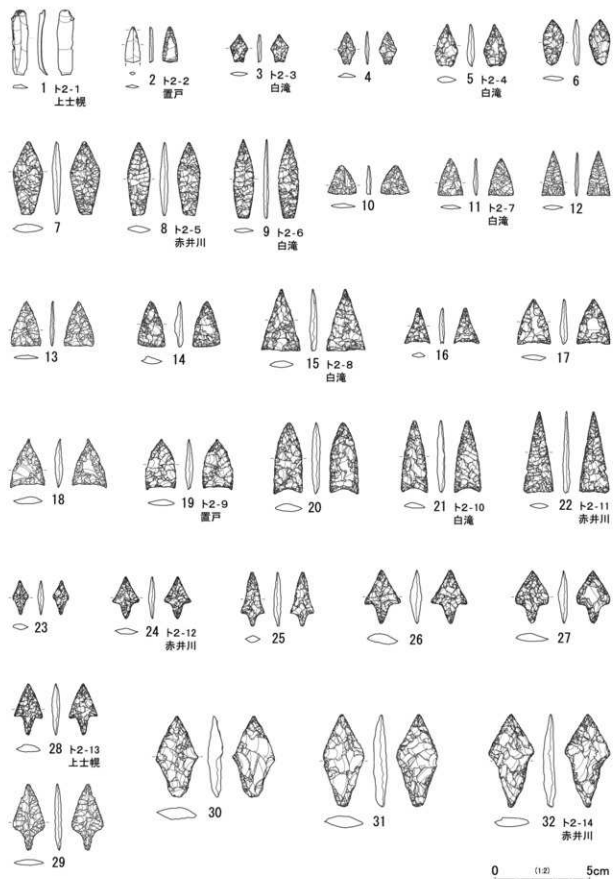 1 ト2-1
上士幌
2 ト2-2
置戸
3 ト2-3
白滝
4
5 ト2-4
白滝
6
7
8 ト2-5
赤井川
9 ト2-6
白滝
10
11 ト2-7
白滝
12
13
14
15 ト2-8
白滝
16
17
18
19 ト2-9
置戸
20
21 ト2-10
白滝
22 ト2-11
赤井川
23
24 ト2-12
赤井川
25
26
27
28 ト2-13
上士幌
29
30
31
32 ト2-14
赤井川
0 (1:2) 5cm